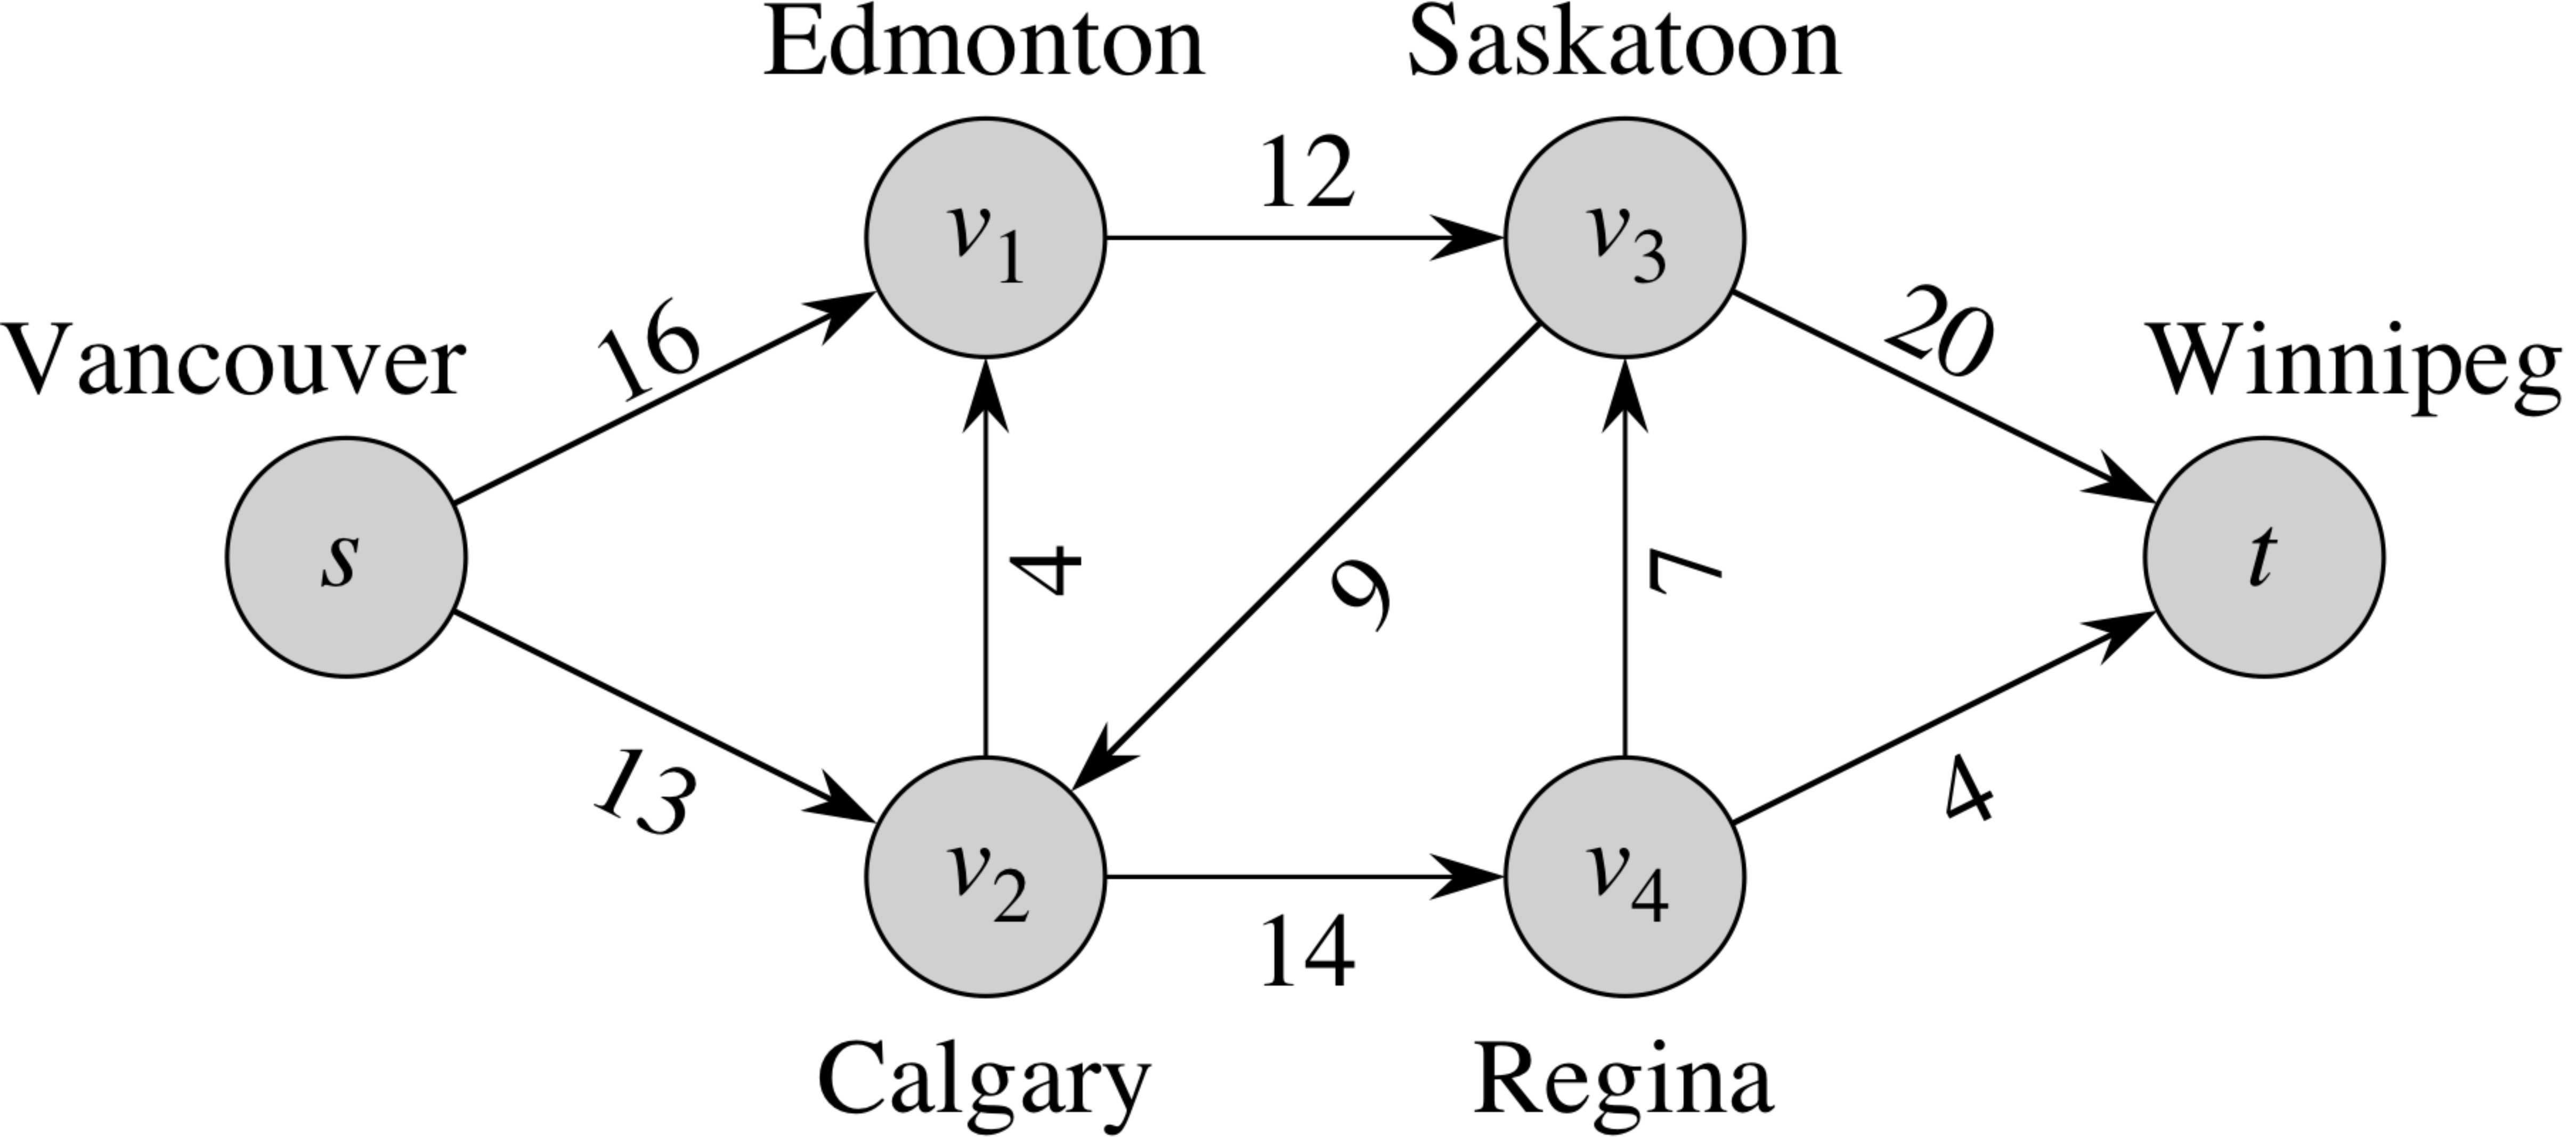 Edmonton Saskatoon
12
v1 v3
16 20
Vancouver Winnipeg
s 4 9 7 t
13 4
v2 v4
14
Calgary Regina